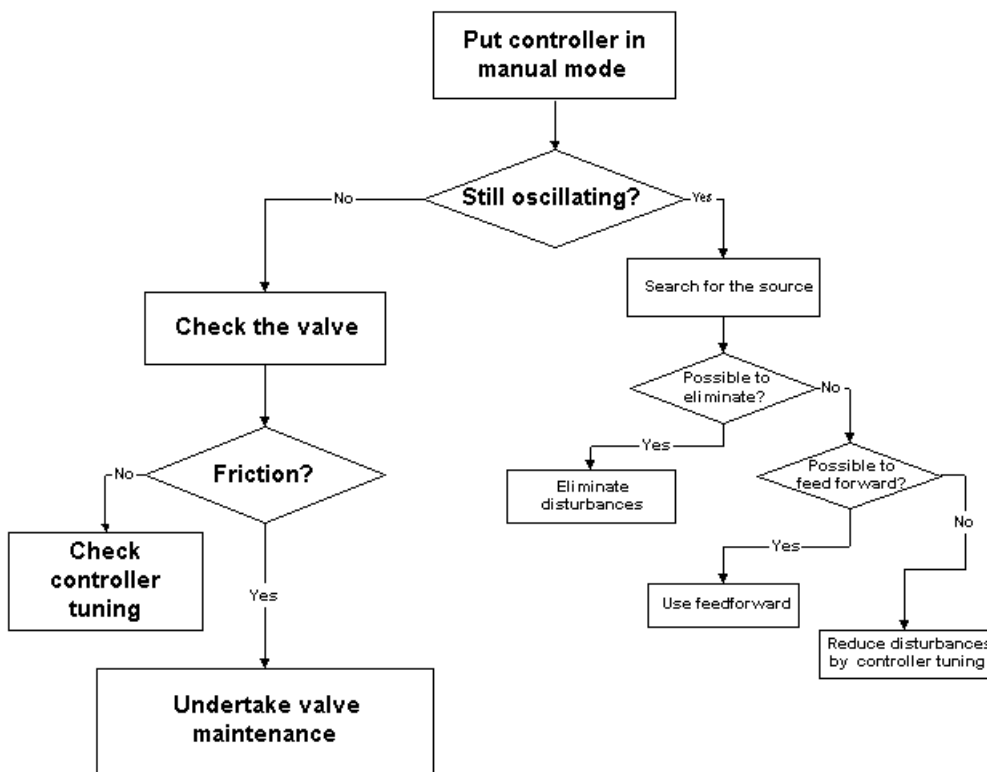 Put controller in
manual mode
Still oscillating?
No
Yes
Search for the source
Check the valve
Possible to
eliminate?
No
Yes
Friction?
No
Possible to
feed forward?
Eliminate
disturbances
No
Check
controller
tuning
Yes
Yes
Use feedforward
Reduce disturbances
by controller tuning
Undertake valve
maintenance